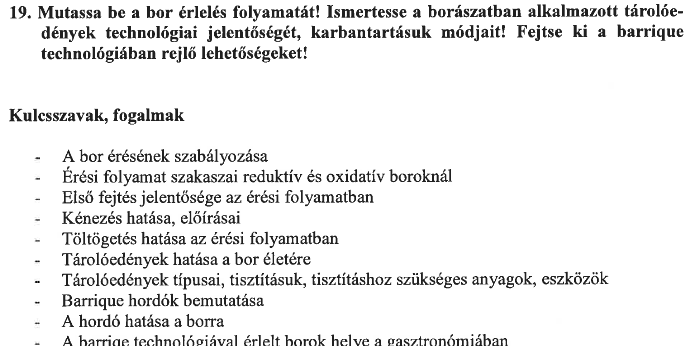 19. Mutassa be a bor érlelés folyamatát! Ismertesse a borászatban alkalmazott tárolóe-
dények technológiai jelentőségét, karbantartásuk módjait! Fejtse ki a barrique
technológiában rejlő lehetőségeket!
Kulcsszavak, fogalmak
- A bor érésének szabályozása
- Érési folyamat szakaszai reduktív és oxidatív boroknál
- Első fejtés jelentősége az érési folyamatban
- Kénezés hatása, előírásai
- Töltögetés hatása az érési folyamatban
- Tárolóedények hatása a bor életére
- Tárolóedények típusai, tisztításuk, tisztításhoz szükséges anyagok, eszközök
- Barrique hordók bemutatása
- A hordó hatása a borra
- A barrique technológiával érlelt borok helye a gasztronómiában